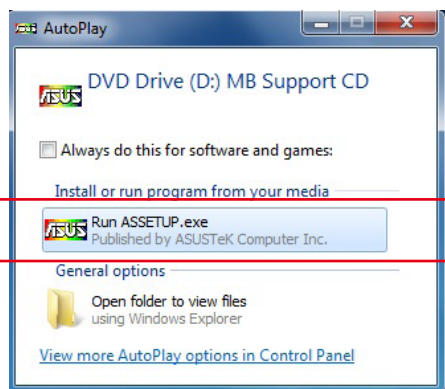 AutoPlay
DVD Drive (D:) MB Support CD
ASUS
Always do this for software and games:
Install or run program from your media
ASUS
Run ASSETUP.exe
Published by ASUSTeK Computer Inc.
General options
Open folder to view files
using Windows Explorer
View more AutoPlay options in Control Panel